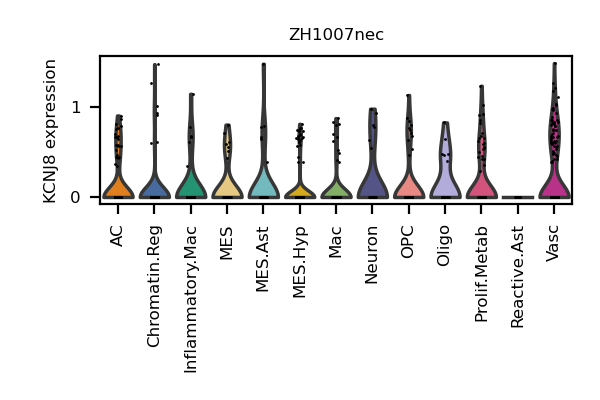 ZH1007nec
KCNJ8 expression
1
0
AC
Chromatin.Reg
Inflammatory.Mac
MES
MES.Ast
MES.Hyp
Mac
Neuron
OPC
Oligo
Prolif.Metab
Reactive.Ast
Vasc